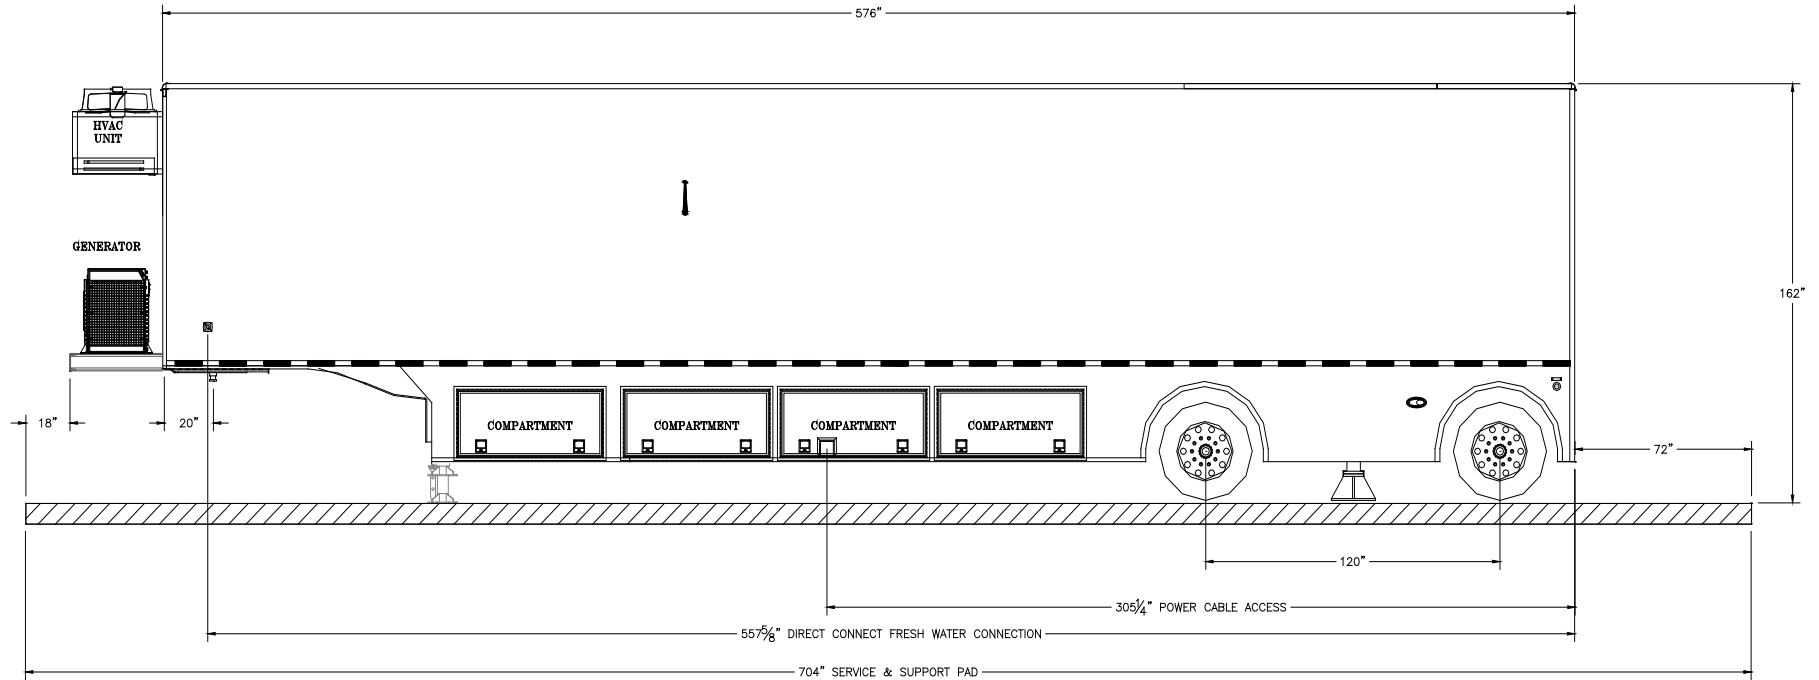 576"
HVAC
UNIT
GENERATOR
162"
COMPARTMENT COMPARTMENT COMPARTMENT COMPARTMENT
18" 20" 72"
120"
305¼" POWER CABLE ACCESS
557⅝" DIRECT CONNECT FRESH WATER CONNECTION
704" SERVICE & SUPPORT PAD